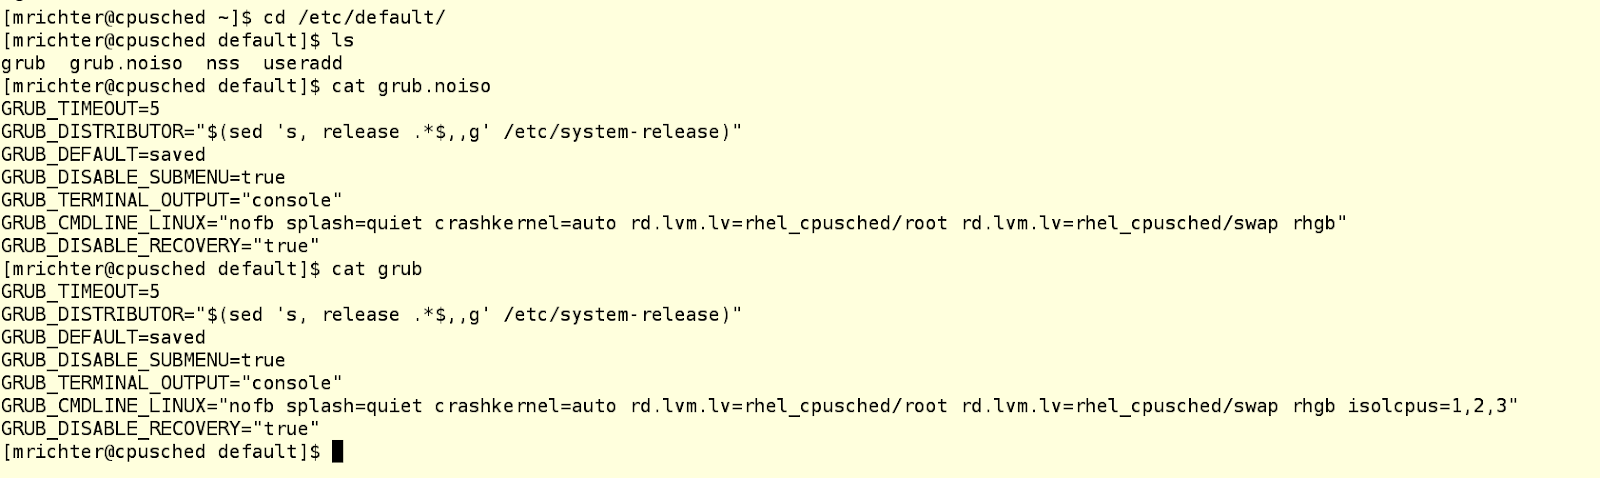 [mrichter@cpusched ~]$ cd /etc/default/
[mrichter@cpusched default]$ ls
grub  grub.noiso  nss  useradd
[mrichter@cpusched default]$ cat grub.noiso
GRUB_TIMEOUT=5
GRUB_DISTRIBUTOR="$(sed 's, release .*$,,g' /etc/system-release)"
GRUB_DEFAULT=saved
GRUB_DISABLE_SUBMENU=true
GRUB_TERMINAL_OUTPUT="console"
GRUB_CMDLINE_LINUX="nofb splash=quiet crashkernel=auto rd.lvm.lv=rhel_cpusched/root rd.lvm.lv=rhel_cpusched/swap rhgb"
GRUB_DISABLE_RECOVERY="true"
[mrichter@cpusched default]$ cat grub
GRUB_TIMEOUT=5
GRUB_DISTRIBUTOR="$(sed 's, release .*$,,g' /etc/system-release)"
GRUB_DEFAULT=saved
GRUB_DISABLE_SUBMENU=true
GRUB_TERMINAL_OUTPUT="console"
GRUB_CMDLINE_LINUX="nofb splash=quiet crashkernel=auto rd.lvm.lv=rhel_cpusched/root rd.lvm.lv=rhel_cpusched/swap rhgb isolcpus=1,2,3"
GRUB_DISABLE_RECOVERY="true"
[mrichter@cpusched default]$